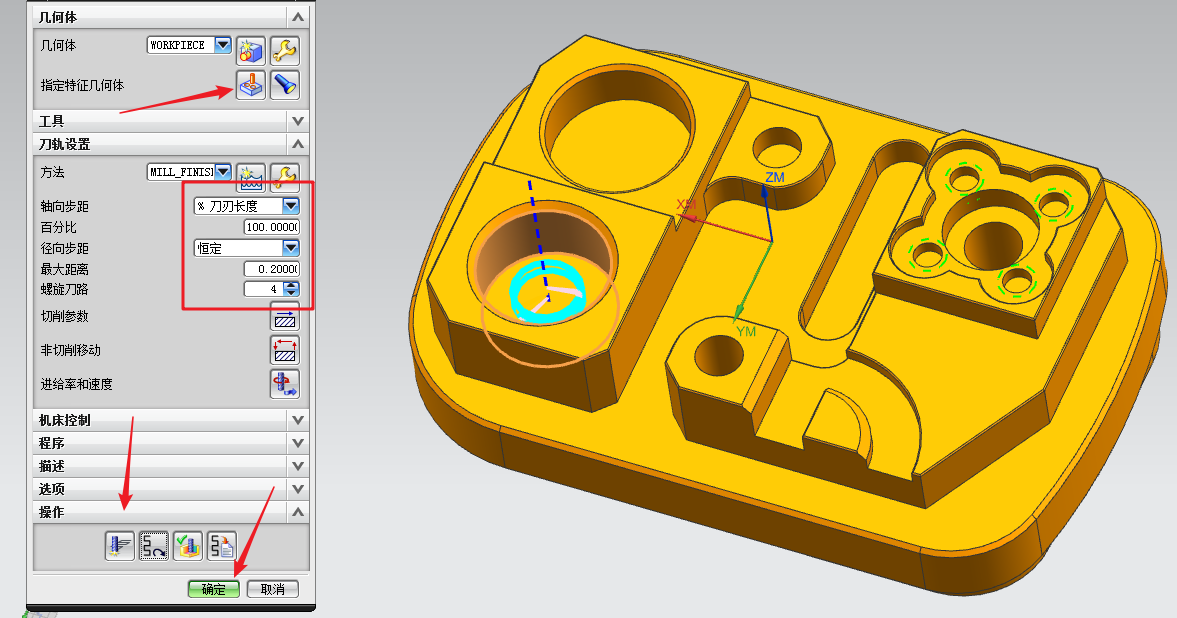 几何体
几何体 WORKPIECE
指定特征几何体
工具
刀轨设置
方法 MILL_FINIS
轴向步距 % 刀刃长度
百分比 100.0000
径向步距 恒定
最大距离 0.2000
螺旋刀路 4
切削参数
非切削移动
进给率和速度
机床控制
程序
描述
选项
操作
确定 取消
ZM
XM
YM